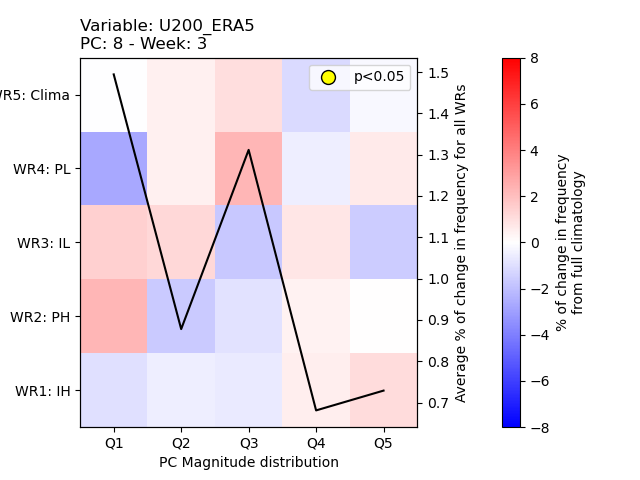 Variable: U200_ERA5
PC: 8 - Week: 3
p<0.05
WR5: Clima
WR4: PL
WR3: IL
WR2: PH
WR1: IH
Q1 Q2 Q3 Q4 Q5
PC Magnitude distribution
1.5
1.4
1.3
1.2
1.1
1.0
0.9
0.8
0.7
Average % of change in frequency for all WRs
8
6
4
2
0
−2
−4
−6
−8
% of change in frequency
from full climatology